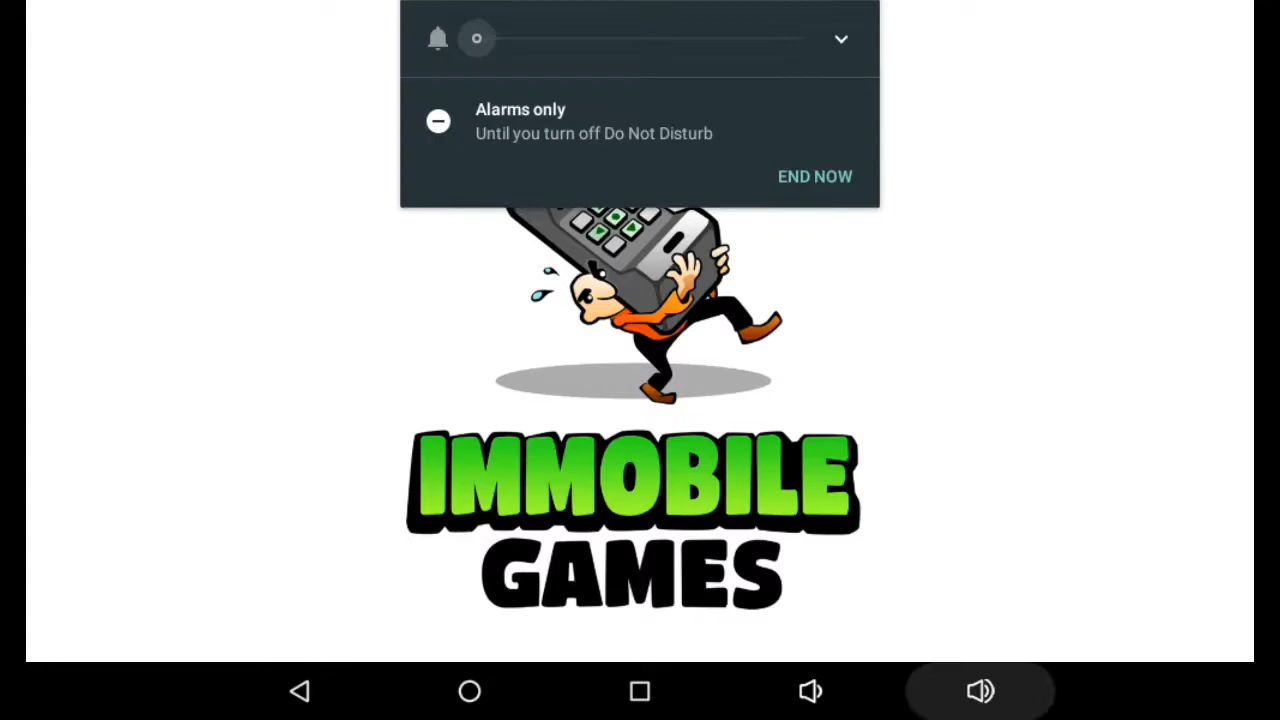 Alarms only
Until you turn off Do Not Disturb
END NOW
IMMOBILE
GAMES